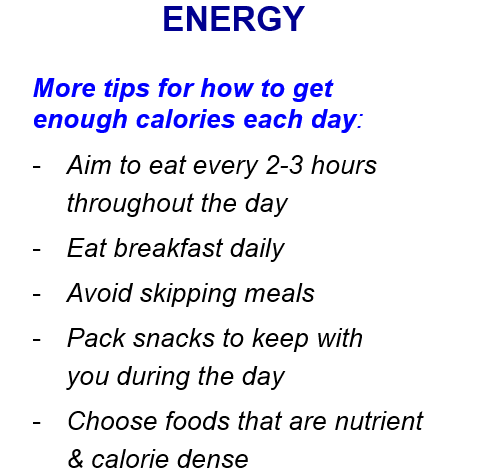 ENERGY
More tips for how to get
enough calories each day:
- Aim to eat every 2-3 hours
throughout the day
- Eat breakfast daily
- Avoid skipping meals
- Pack snacks to keep with
you during the day
- Choose foods that are nutrient
& calorie dense